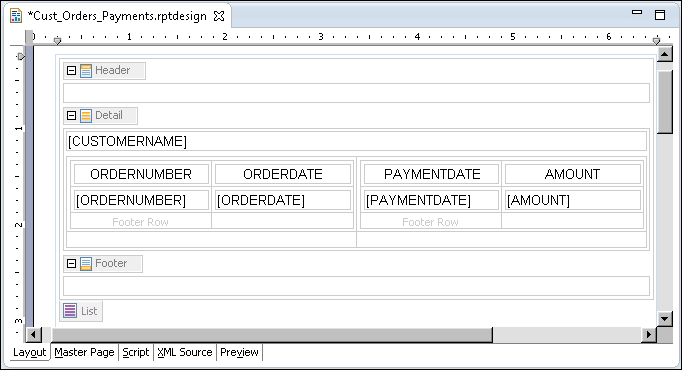 *Cust_Orders_Payments.rptdesign
0 1 2 3 4 5 6
Header
Detail
1
[CUSTOMERNAME]
ORDERNUMBER ORDERDATE PAYMENTDATE AMOUNT
[ORDERNUMBER] [ORDERDATE] [PAYMENTDATE] [AMOUNT]
Footer Row Footer Row
2
Footer
List
3
Layout Master Page Script XML Source Preview